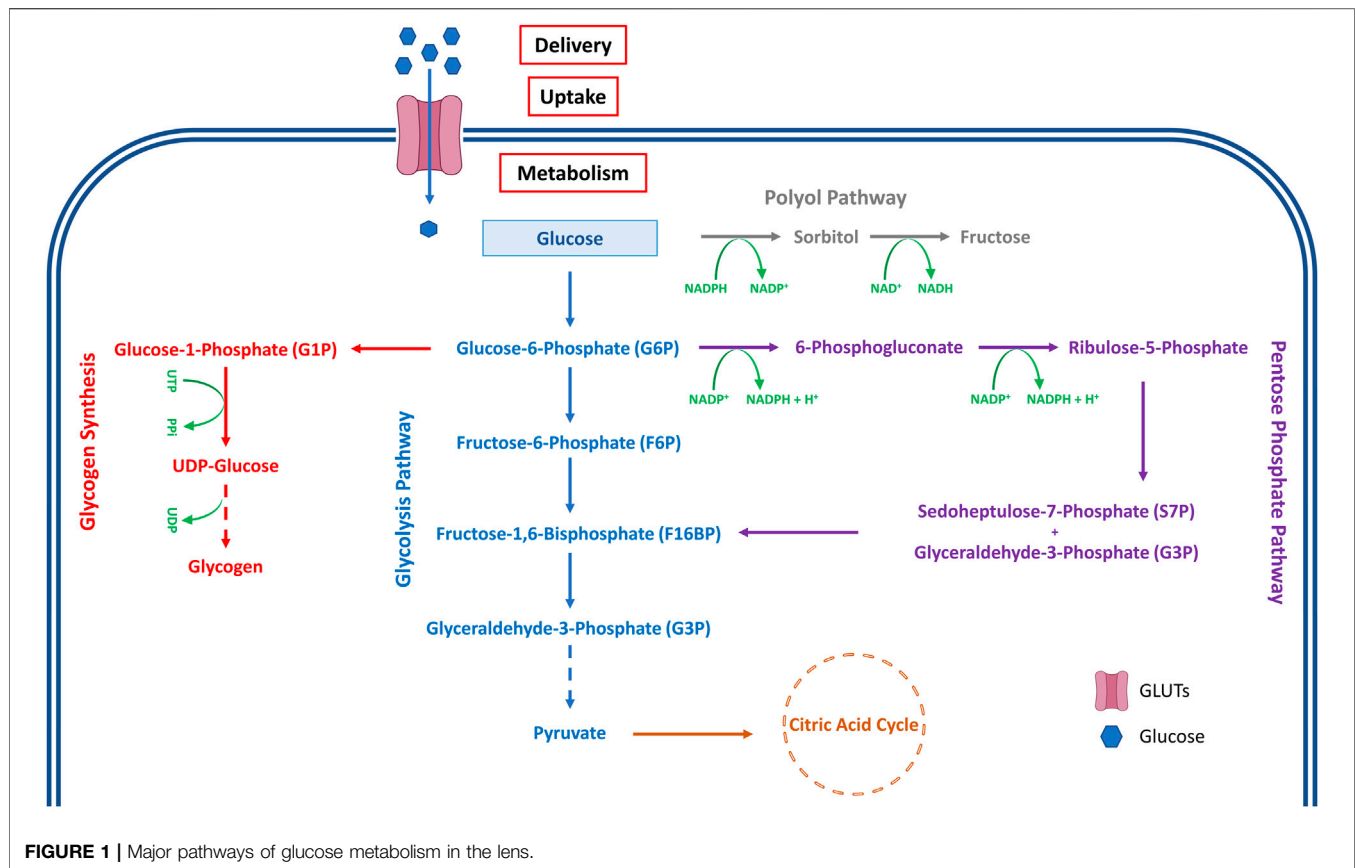 Delivery
Uptake
Metabolism
Polyol Pathway
Glucose
Sorbitol
Fructose
NADPH
NADP⁺
NAD⁺
NADH
Glucose-1-Phosphate (G1P)
Glucose-6-Phosphate (G6P)
6-Phosphogluconate
Ribulose-5-Phosphate
UTP
PPi
NADP⁺
NADPH + H⁺
NADP⁺
NADPH + H⁺
Glycogen Synthesis
Glycolysis Pathway
Pentose Phosphate Pathway
Fructose-6-Phosphate (F6P)
UDP-Glucose
UDP
Sedoheptulose-7-Phosphate (S7P)
+
Glyceraldehyde-3-Phosphate (G3P)
Fructose-1,6-Bisphosphate (F16BP)
Glycogen
Glyceraldehyde-3-Phosphate (G3P)
Pyruvate
Citric Acid Cycle
GLUTs
Glucose
FIGURE 1 | Major pathways of glucose metabolism in the lens.